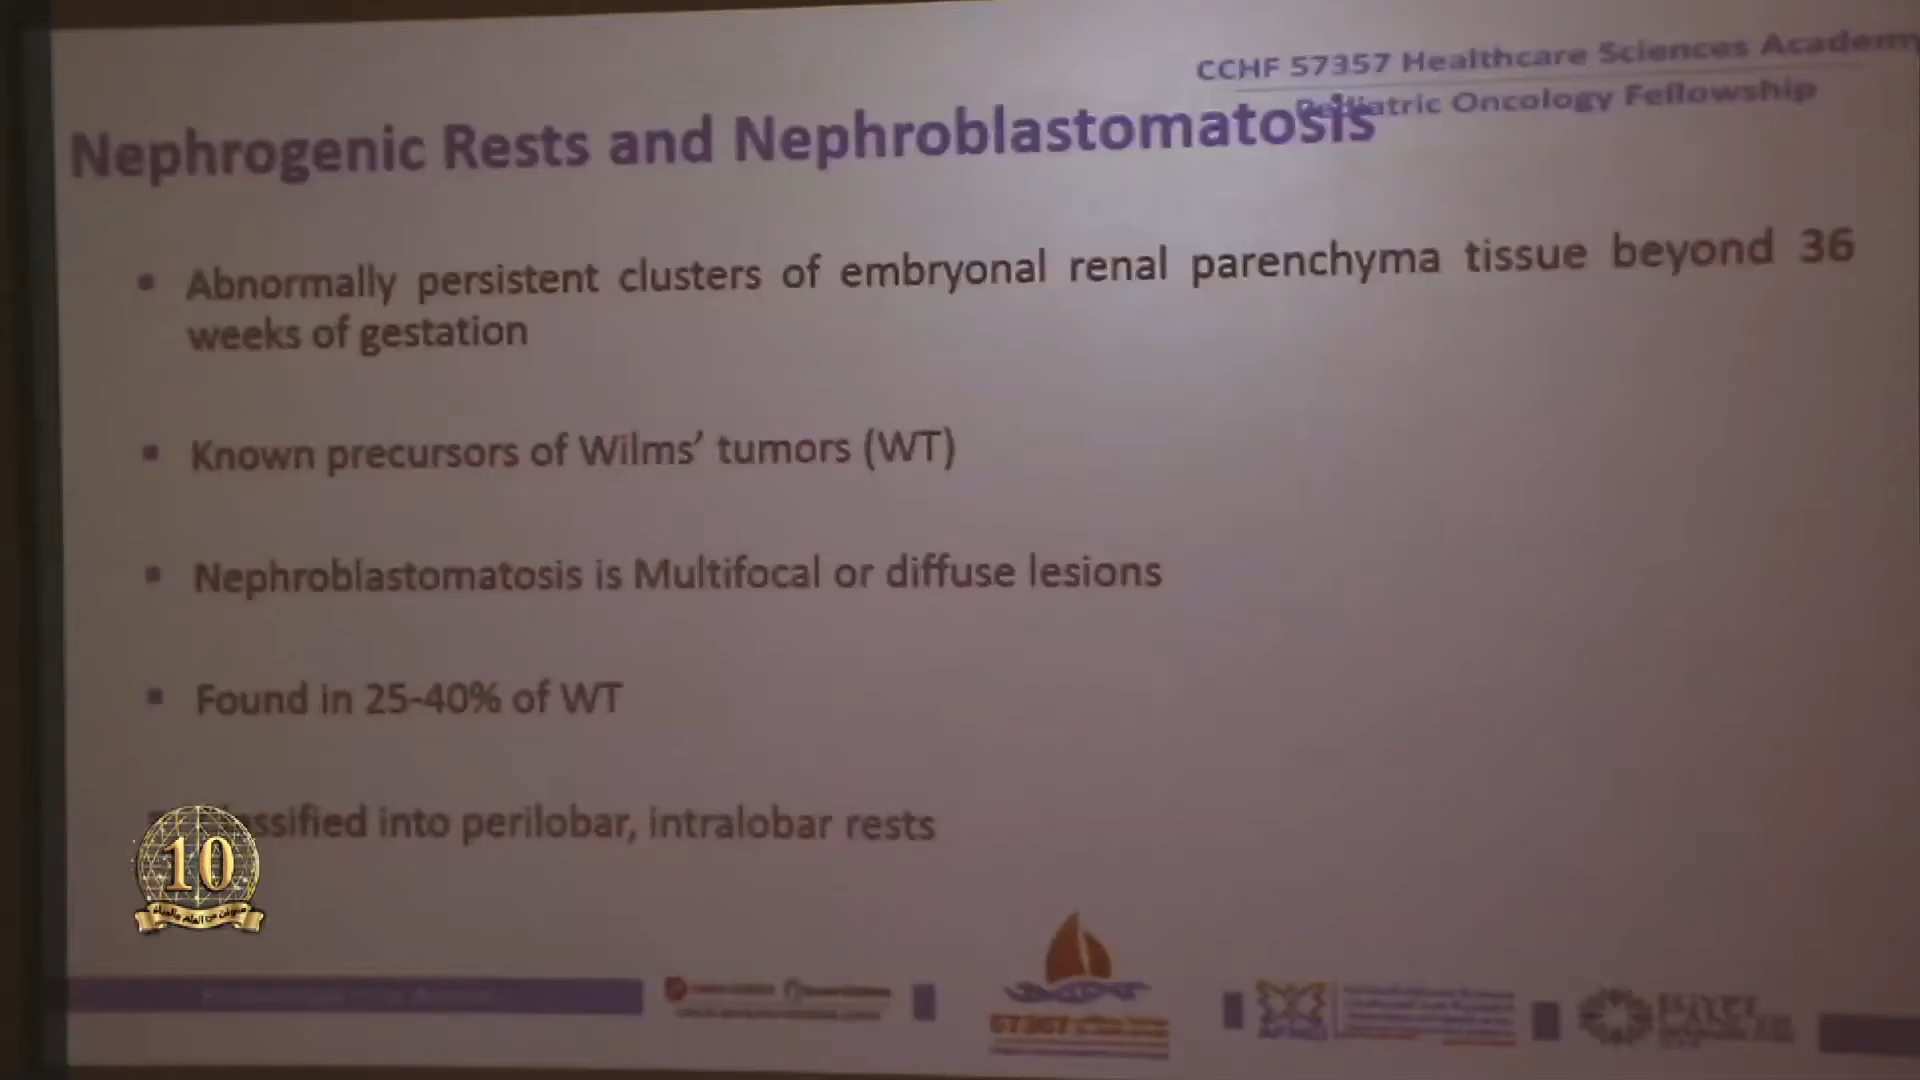 CCHF 57357 Healthcare Sciences Academy
Pediatric Oncology Fellowship
Nephrogenic Rests and Nephroblastomatosis
▪ Abnormally persistent clusters of embryonal renal parenchyma tissue beyond 36
weeks of gestation
▪ Known precursors of Wilms’ tumors (WT)
▪ Nephroblastomatosis is Multifocal or diffuse lesions
▪ Found in 25-40% of WT
ssified into perilobar, intralobar rests
10
57357